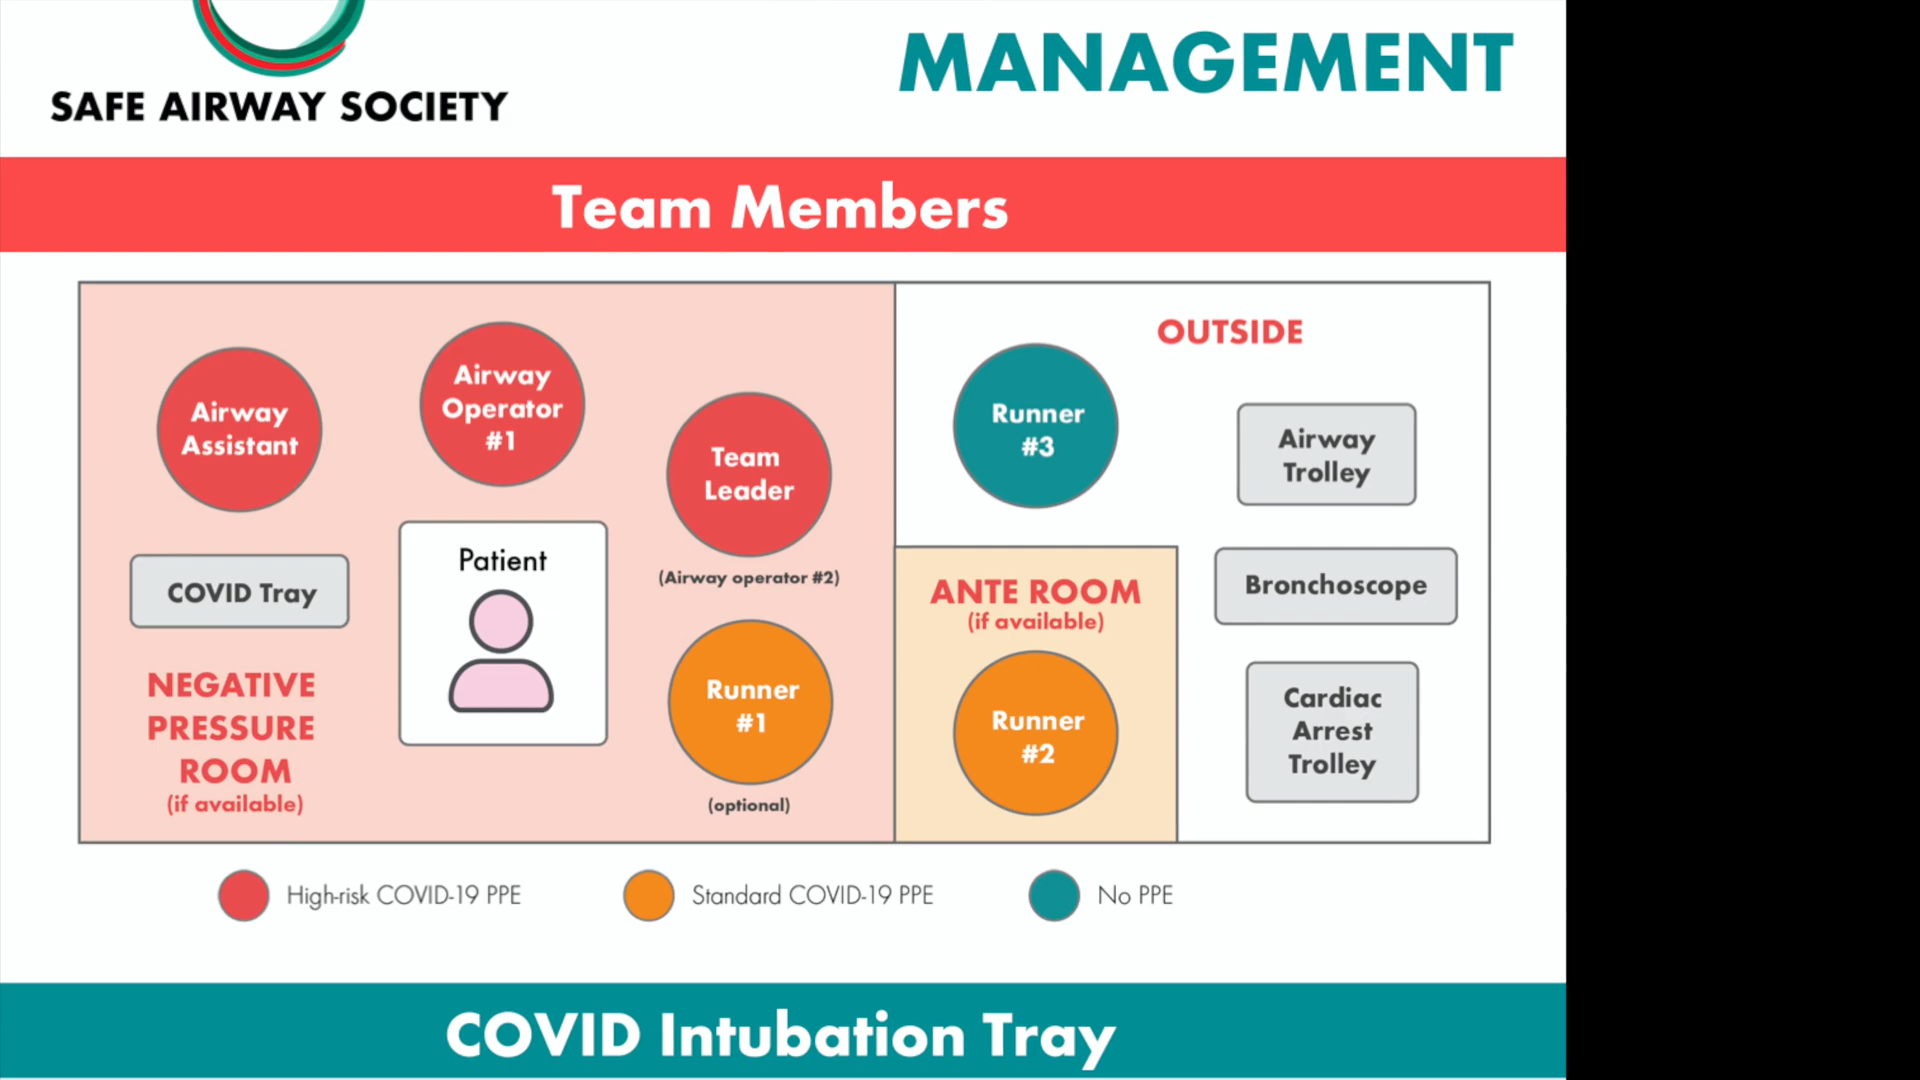 MANAGEMENT
SAFE AIRWAY SOCIETY
Team Members
Airway
Assistant
Airway
Operator
#1
Team
Leader
(Airway operator #2)
COVID Tray
Patient
NEGATIVE
PRESSURE
ROOM
(if available)
Runner
#1
(optional)
OUTSIDE
Runner
#3
Airway
Trolley
ANTE ROOM
(if available)
Runner
#2
Bronchoscope
Cardiac
Arrest
Trolley
High-risk COVID-19 PPE
Standard COVID-19 PPE
No PPE
COVID Intubation Tray